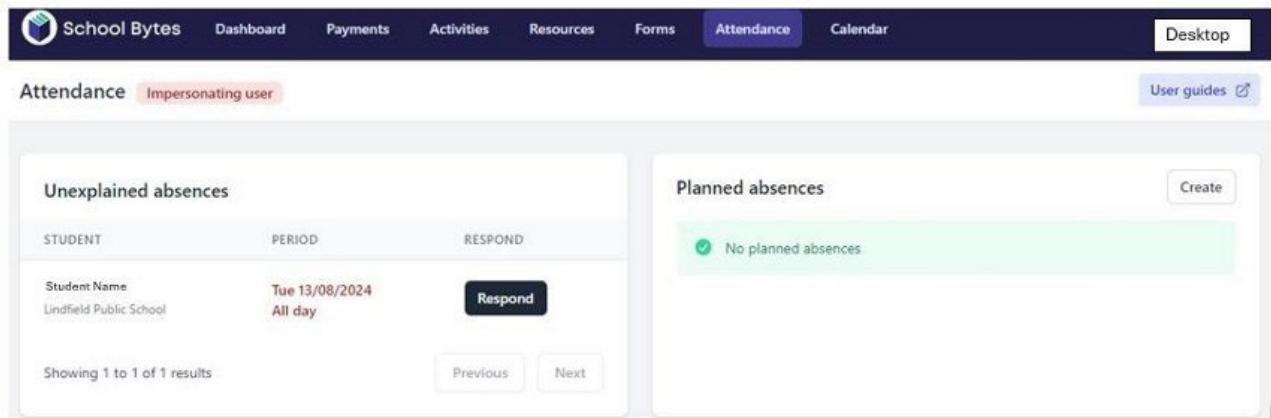 School Bytes Dashboard Payments Activities Resources Forms Attendance Calendar Desktop
Attendance Impersonating user User guides
Unexplained absences
STUDENT PERIOD RESPOND
Student Name Tue 13/08/2024 Respond
Lindfield Public School All day
Showing 1 to 1 of 1 results Previous Next
Planned absences Create
No planned absences